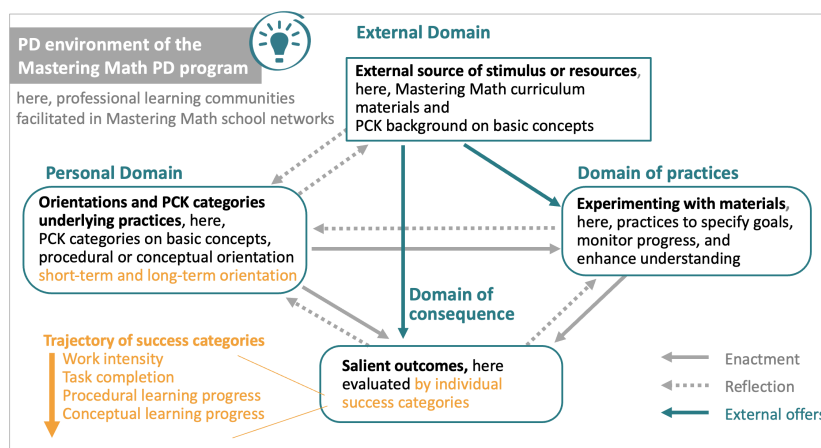 PD environment of the
Mastering Math PD program
here, professional learning communities
facilitated in Mastering Math school networks
External Domain
External source of stimulus or resources,
here, Mastering Math curriculum
materials and
PCK background on basic concepts
Personal Domain
Orientations and PCK categories
underlying practices, here,
PCK categories on basic concepts,
procedural or conceptual orientation
short-term and long-term orientation
Domain of practices
Experimenting with materials,
here, practices to specify goals,
monitor progress, and
enhance understanding
Domain of
consequence
Salient outcomes, here
evaluated by individual
success categories
Trajectory of success categories
Work intensity
Task completion
Procedural learning progress
Conceptual learning progress
Enactment
Reflection
External offers